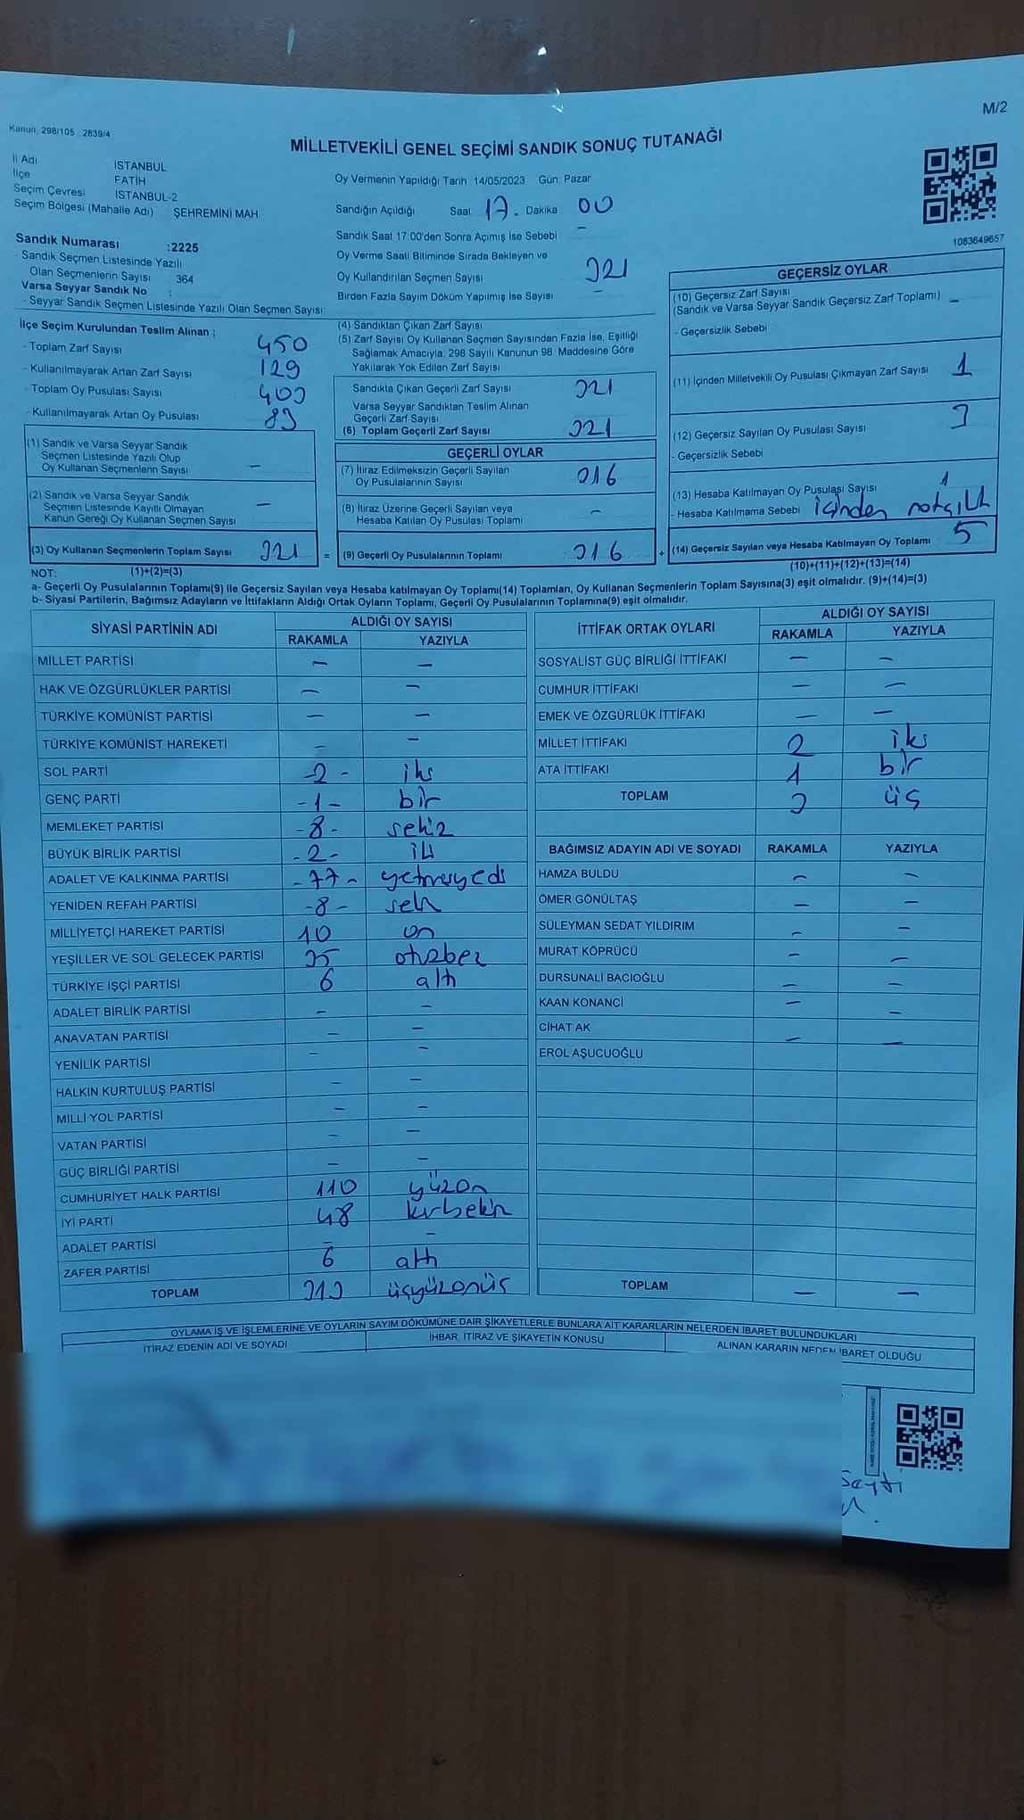 M/2
Kanun, 298/105 , 2839/4
MİLLETVEKİLİ GENEL SEÇİMİ SANDIK SONUÇ TUTANAĞI
İl Adı İSTANBUL
İlçe FATİH
Seçim Çevresi İSTANBUL-2
Seçim Bölgesi (Mahalle Adı) ŞEHREMİNİ MAH
Oy Vermenin Yapıldığı Tarih 14/05/2023 Gün: Pazar
Sandığın Açıldığı Saat 17. Dakika 00
Sandık Saat 17:00'den Sonra Açımış İse Sebebi -
Oy Verme Saati Bitiminde Sırada Bekleyen ve
Oy Kullandırılan Seçmen Sayısı 321
Birden Fazla Sayım Döküm Yapılmış İse Sayısı -
1083649657
Sandık Numarası :2225
- Sandık Seçmen Listesinde Yazılı
Olan Seçmenlerin Sayısı 364
Varsa Seyyar Sandık No :
- Seyyar Sandık Seçmen Listesinde Yazılı Olan Seçmen Sayısı:
İlçe Seçim Kurulundan Teslim Alınan ;
- Toplam Zarf Sayısı 450
- Kullanılmayarak Artan Zarf Sayısı 129
- Toplam Oy Pusulası Sayısı 403
- Kullanılmayarak Artan Oy Pusulası 83
(1) Sandık ve Varsa Seyyar Sandık
Seçmen Listesinde Yazılı Olup
Oy Kullanan Seçmenlerin Sayısı -
(2) Sandık ve Varsa Seyyar Sandık
Seçmen Listesinde Kayıtlı Olmayan
Kanun Gereği Oy Kullanan Seçmen Sayısı -
(3) Oy Kullanan Seçmenlerin Toplam Sayısı 321 =
(1)+(2)=(3)
(4) Sandıktan Çıkan Zarf Sayısı
(5) Zarf Sayısı Oy Kullanan Seçmen Sayısından Fazla İse, Eşitliği
Sağlamak Amacıyla; 298 Sayılı Kanunun 98. Maddesine Göre
Yakılarak Yok Edilen Zarf Sayısı
Sandıkta Çıkan Geçerli Zarf Sayısı 321
Varsa Seyyar Sandıktan Teslim Alınan
Geçerli Zarf Sayısı
(6) Toplam Geçerli Zarf Sayısı 321
GEÇERLİ OYLAR
(7) İtiraz Edilmeksizin Geçerli Sayılan
Oy Pusulalarının Sayısı 316
(8) İtiraz Üzerine Geçerli Sayılan veya
Hesaba Katılan Oy Pusulası Toplamı -
(9) Geçerli Oy Pusulalarının Toplamı 316 +
GEÇERSİZ OYLAR
(10) Geçersiz Zarf Sayısı
(Sandık ve Varsa Seyyar Sandık Geçersiz Zarf Toplamı) -
- Geçersizlik Sebebi
(11) İçinden Milletvekili Oy Pusulası Çıkmayan Zarf Sayısı 1
(12) Geçersiz Sayılan Oy Pusulası Sayısı 3
- Geçersizlik Sebebi
(13) Hesaba Katılmayan Oy Pusulası Sayısı 1
- Hesaba Katılmama Sebebi içinden
(14) Geçersiz Sayılan veya Hesaba Katılmayan Oy Toplamı 5
(10)+(11)+(12)+(13)=(14)
NOT:
a- Geçerli Oy Pusulalarının Toplamı(9) ile Geçersiz Sayılan veya Hesaba katılmayan Oy Toplamı(14) Toplamları, Oy Kullanan Seçmenlerin Toplam Sayısına(3) eşit olmalıdır. (9)+(14)=(3)
b- Siyasi Partilerin, Bağımsız Adayların ve İttifakların Aldığı Ortak Oyların Toplamı, Geçerli Oy Pusulalarının Toplamına(9) eşit olmalıdır.
SİYASİ PARTİNİN ADI ALDIĞI OY SAYISI
RAKAMLA YAZIYLA
MİLLET PARTİSİ - -
HAK VE ÖZGÜRLÜKLER PARTİSİ - -
TÜRKİYE KOMÜNİST PARTİSİ - -
TÜRKİYE KOMÜNİST HAREKETİ - -
SOL PARTİ -2- iki
GENÇ PARTİ -1- bir
MEMLEKET PARTİSİ -8- sekiz
BÜYÜK BİRLİK PARTİSİ -2- iki
ADALET VE KALKINMA PARTİSİ -77- yetmişyedi
YENİDEN REFAH PARTİSİ -8- sekiz
MİLLİYETÇİ HAREKET PARTİSİ 10 on
YEŞİLLER VE SOL GELECEK PARTİSİ 35 otuzbeş
TÜRKİYE İŞÇİ PARTİSİ 6 altı
ADALET BİRLİK PARTİSİ - -
ANAVATAN PARTİSİ - -
YENİLİK PARTİSİ - -
HALKIN KURTULUŞ PARTİSİ - -
MİLLİ YOL PARTİSİ - -
VATAN PARTİSİ - -
GÜÇ BİRLİĞİ PARTİSİ - -
CUMHURİYET HALK PARTİSİ 110 yüzon
İYİ PARTİ 48 kırksekiz
ADALET PARTİSİ - -
ZAFER PARTİSİ 6 altı
TOPLAM 313 üçyüzonüç
İTTİFAK ORTAK OYLARI ALDIĞI OY SAYISI
RAKAMLA YAZIYLA
SOSYALİST GÜÇ BİRLİĞİ İTTİFAKI - -
CUMHUR İTTİFAKI - -
EMEK VE ÖZGÜRLÜK İTTİFAKI - -
MİLLET İTTİFAKI 2 iki
ATA İTTİFAKI 1 bir
TOPLAM 3 üç
BAĞIMSIZ ADAYIN ADI VE SOYADI RAKAMLA YAZIYLA
HAMZA BULDU - -
ÖMER GÖNÜLTAŞ - -
SÜLEYMAN SEDAT YILDIRIM - -
MURAT KÖPRÜCÜ - -
DURSUNALİ BACIOĞLU - -
KAAN KONANCİ - -
CİHAT AK - -
EROL AŞUCUOĞLU
TOPLAM - -
OYLAMA İŞ VE İŞLEMLERİNE VE OYLARIN SAYIM DÖKÜMÜNE DAİR ŞİKAYETLERLE BUNLARA AİT KARARLARIN NELERDEN İBARET BULUNDUKLARI
İTİRAZ EDENİN ADI VE SOYADI İHBAR, İTİRAZ VE ŞİKAYETİN KONUSU ALINAN KARARIN NEDEN İBARET OLDUĞU